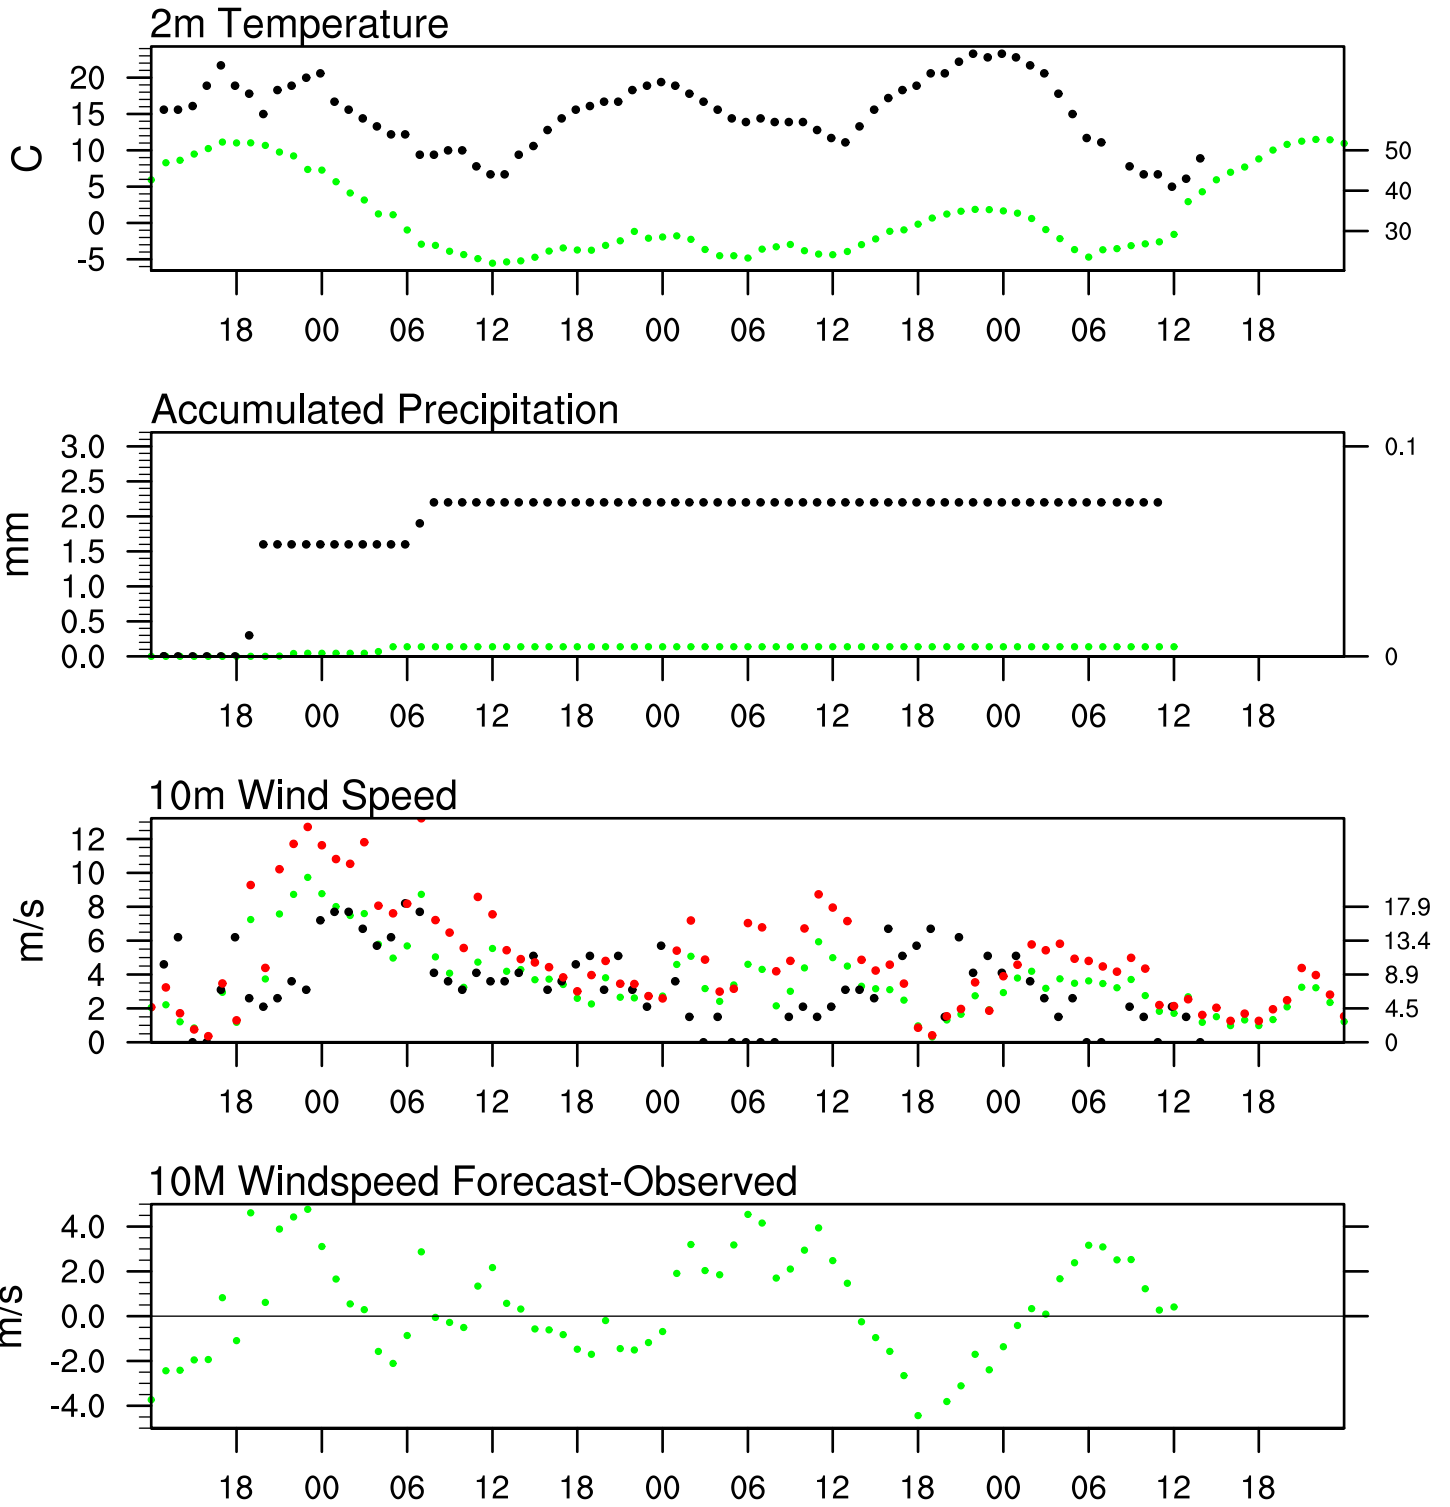 2m Temperature
C
20
15
10
5
0
-5
50
40
30
18 00 06 12 18 00 06 12 18 00 06 12 18
Accumulated Precipitation
mm
3.0
2.5
2.0
1.5
1.0
0.5
0.0
0.1
0
18 00 06 12 18 00 06 12 18 00 06 12 18
10m Wind Speed
m/s
12
10
8
6
4
2
0
17.9
13.4
8.9
4.5
0
18 00 06 12 18 00 06 12 18 00 06 12 18
10M Windspeed Forecast-Observed
m/s
4.0
2.0
0.0
-2.0
-4.0
18 00 06 12 18 00 06 12 18 00 06 12 18